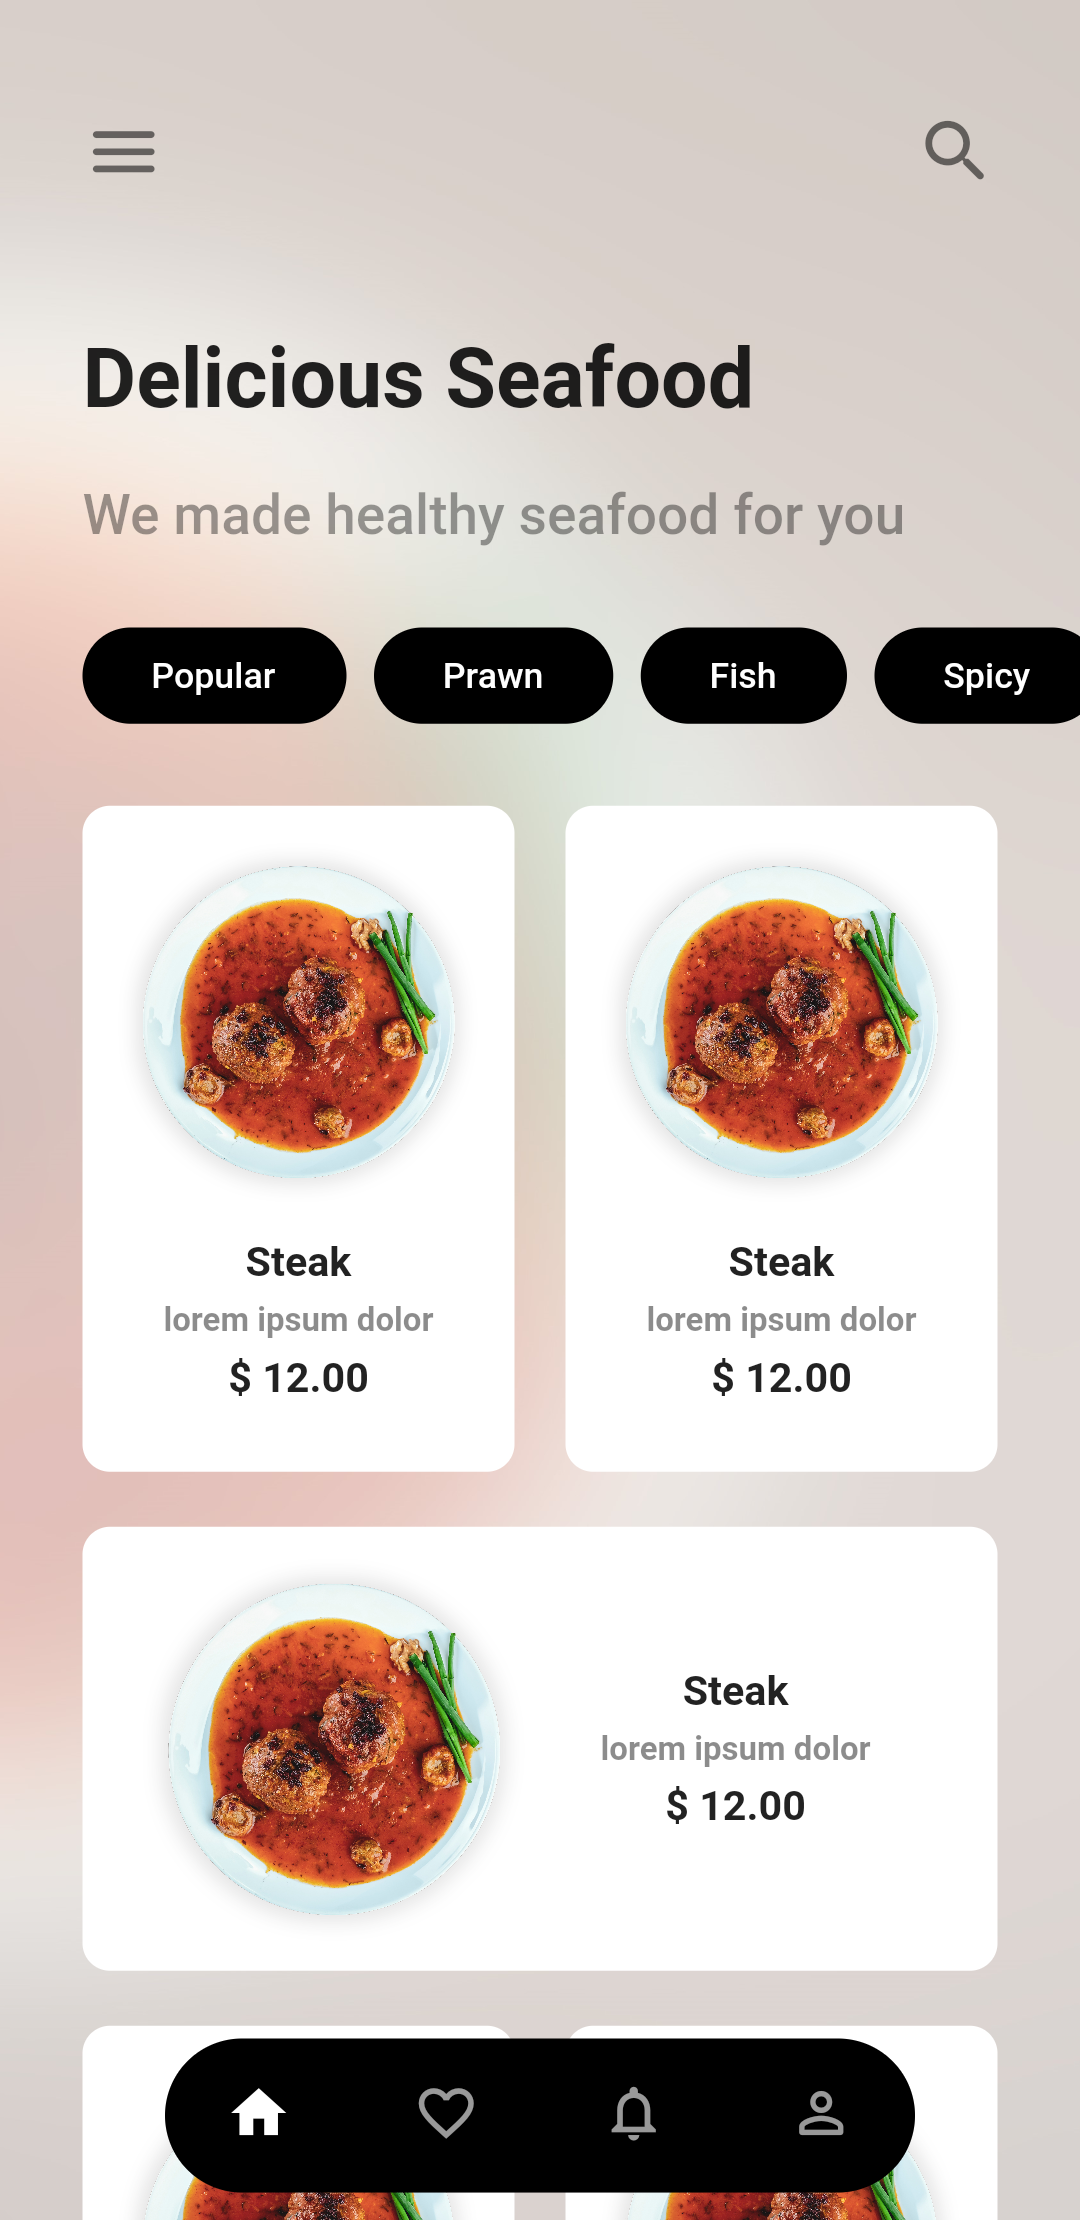 Delicious Seafood
We made healthy seafood for you
Popular
Prawn
Fish
Spicy
Steak
lorem ipsum dolor
$ 12.00
Steak
lorem ipsum dolor
$ 12.00
Steak
lorem ipsum dolor
$ 12.00